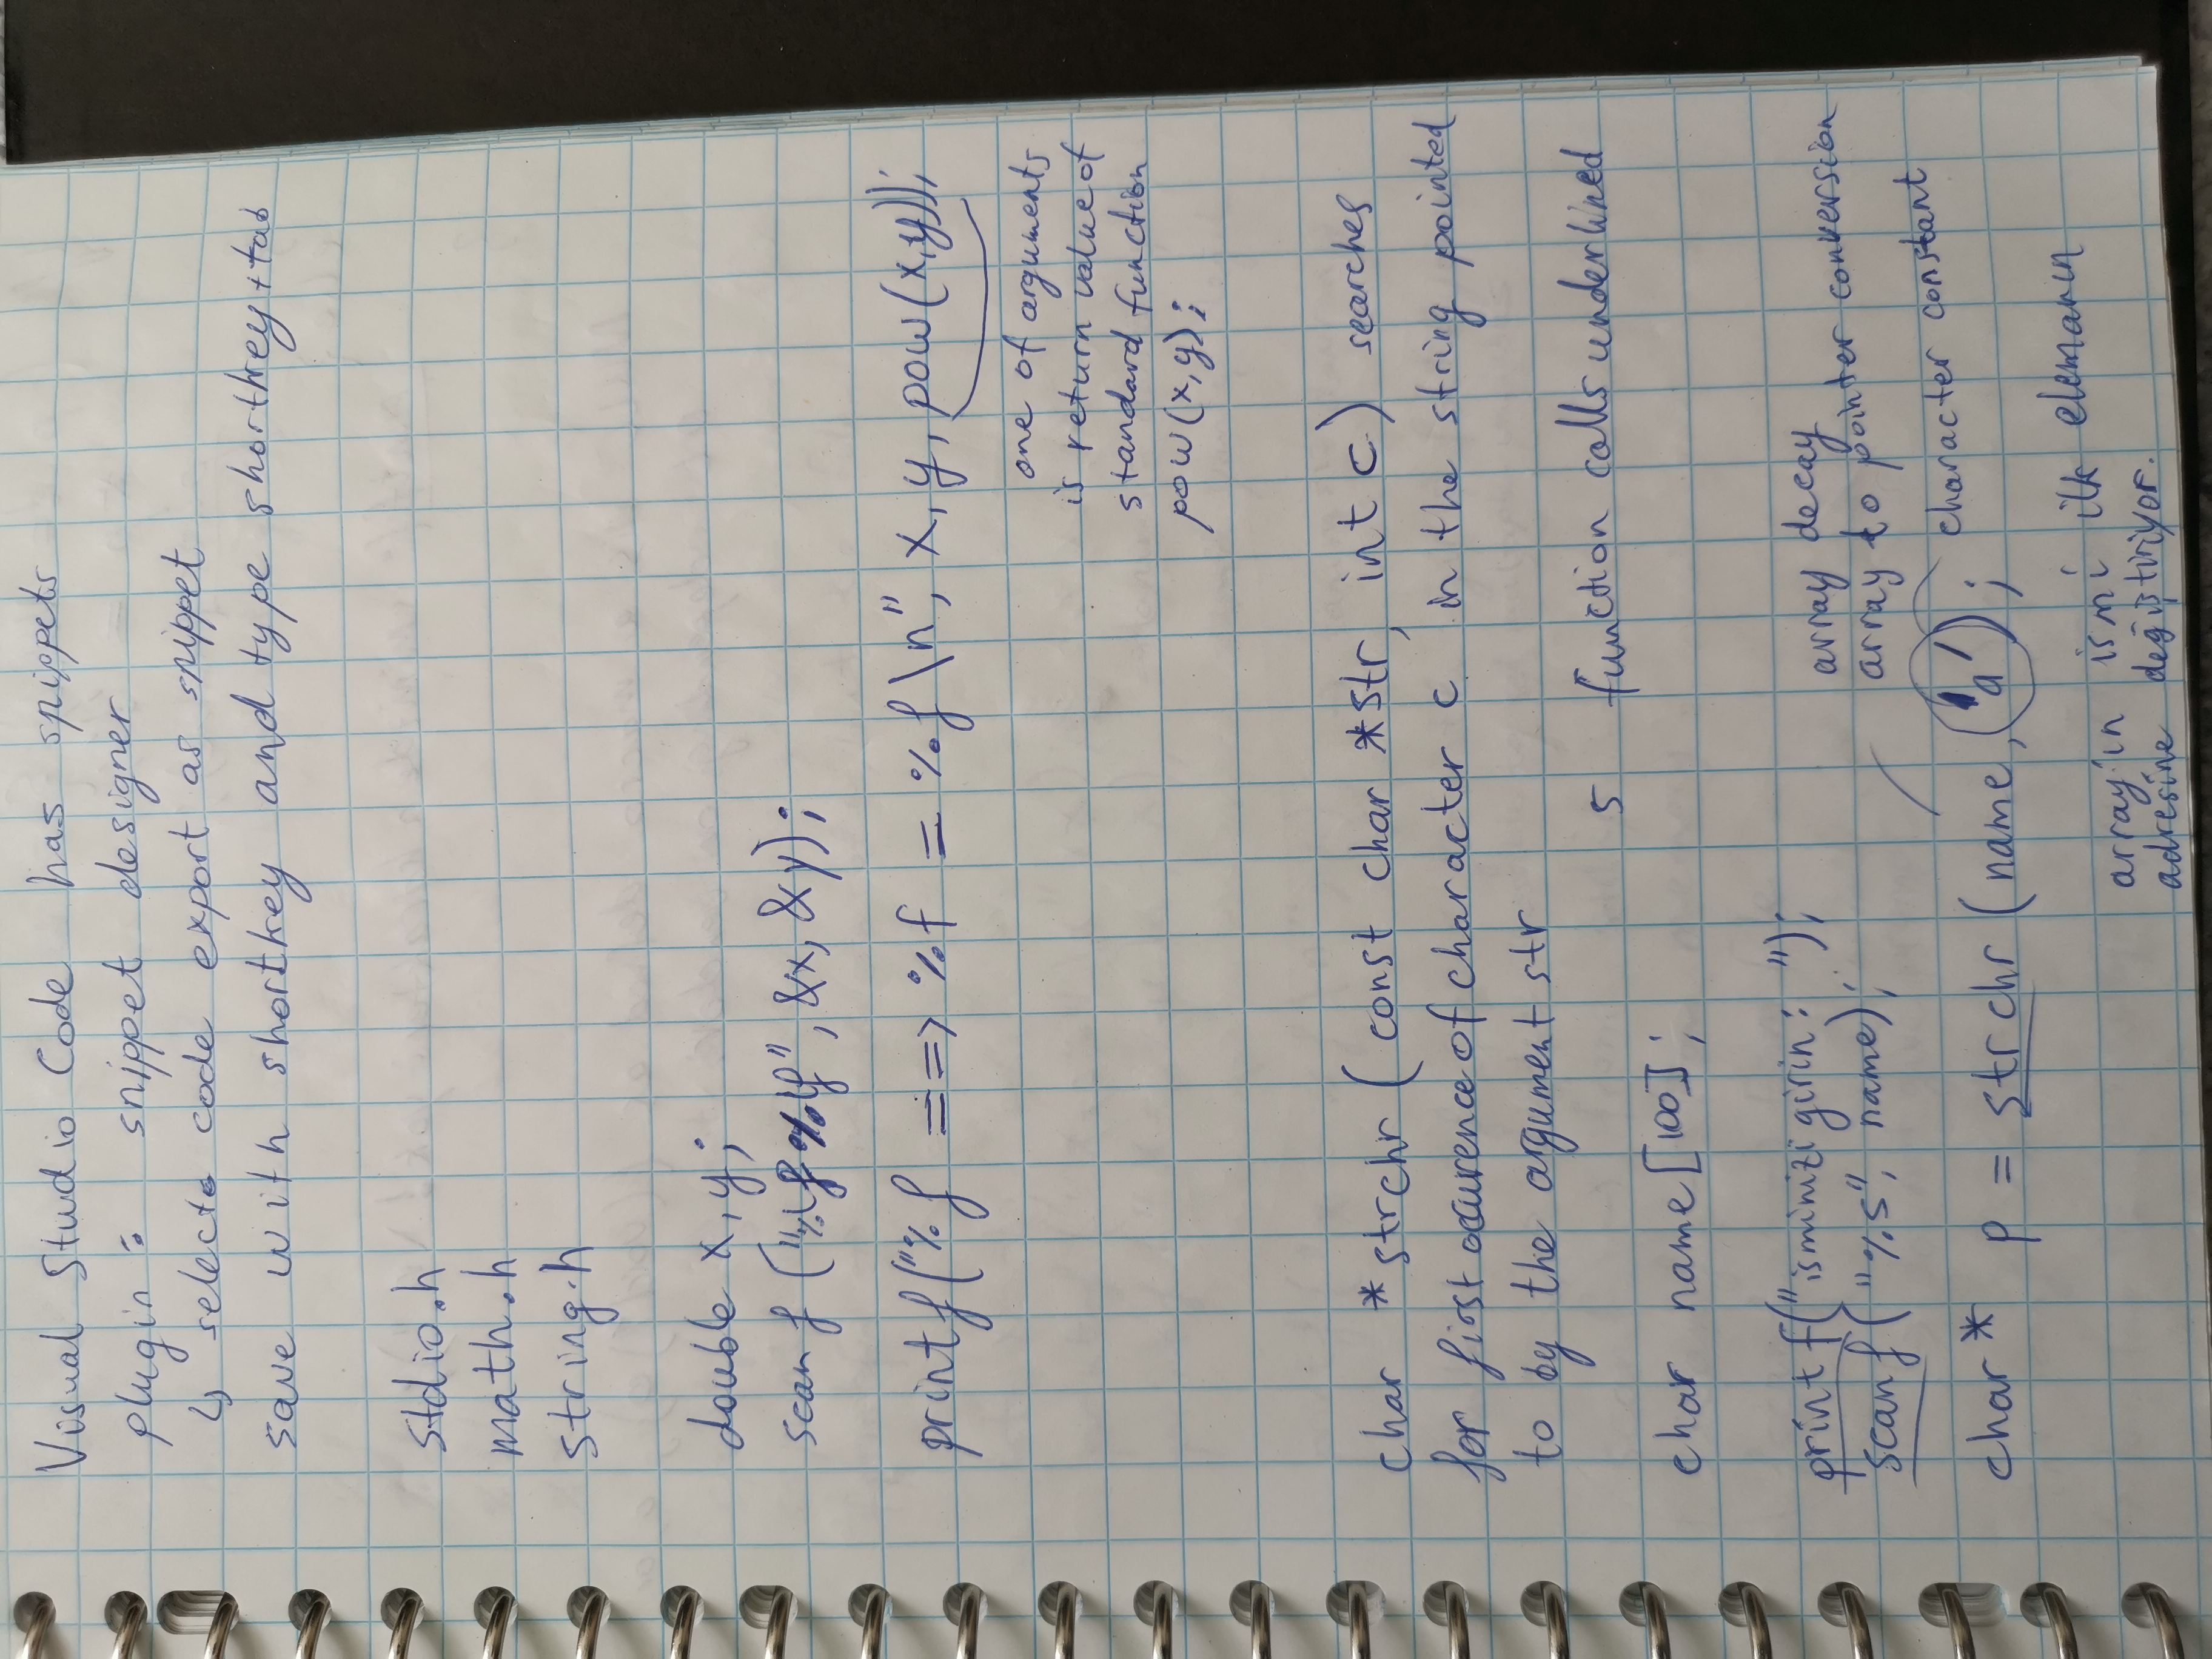 Visual Studio Code has snippets
plugin : snippet designer
↳ select code export as snippet
save with shortkey and type shortkey+tab
stdio.h
math.h
string.h
double x, y;
scanf ("%lf %lf", &x, &y);
printf("%f ==> %f = %f \n", x, y, pow(x,y));
one of arguments
is return value of
standard function
pow(x,y);
char *strchr (const char *str, int c) searches
for first occurence of character c in the string pointed
to by the argument str
5 function calls underlined
char name[100];
printf("isminizi girin: ");
scanf("%s", name);
array decay
array to pointer conversion
character constant
char* p = strchr (name, 'a');
array'in ismi ilk elemanın
adresine değiştiriyor.